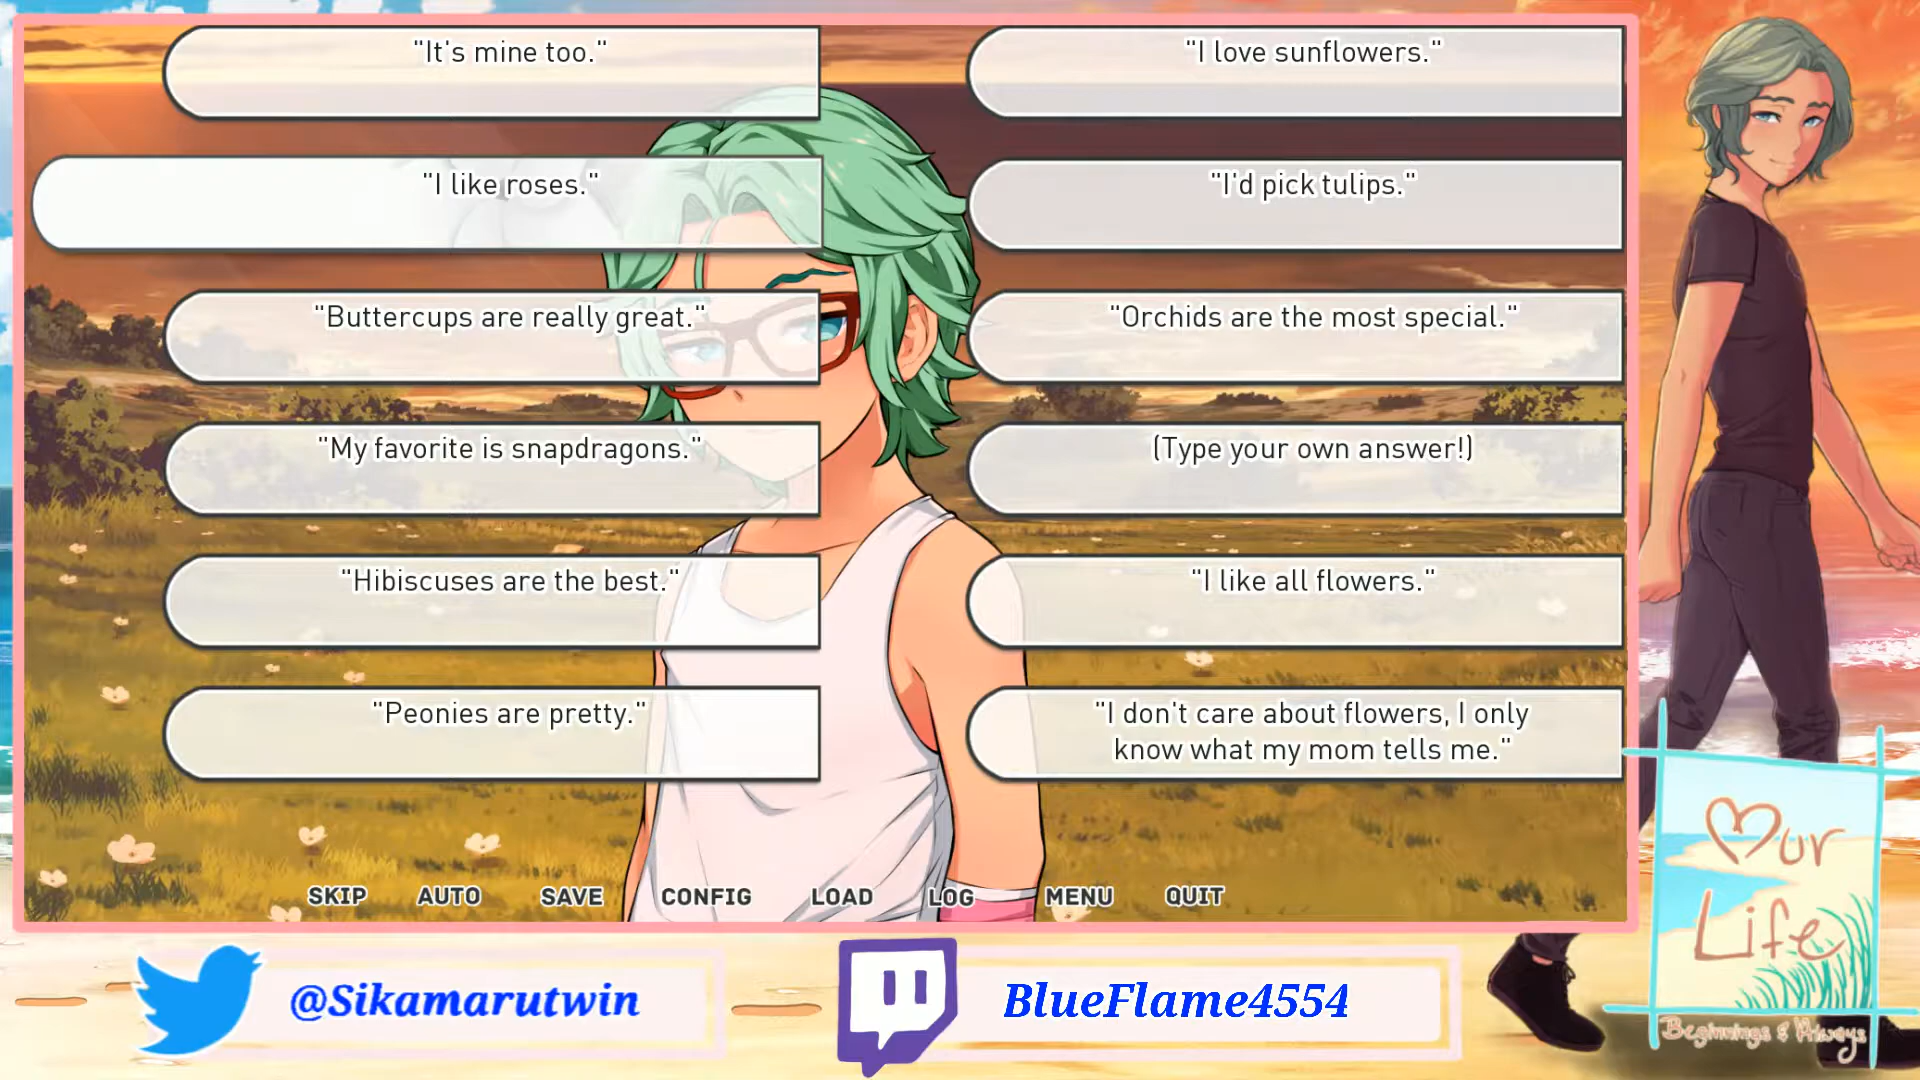 "It's mine too."
"I love sunflowers."
"I like roses."
"I'd pick tulips."
"Buttercups are really great."
"Orchids are the most special."
"My favorite is snapdragons."
(Type your own answer!)
"Hibiscuses are the best."
"I like all flowers."
"Peonies are pretty."
"I don't care about flowers, I only
know what my mom tells me."
SKIP AUTO SAVE CONFIG LOAD LOG MENU QUIT
@Sikamarutwin
BlueFlame4554
Our
Life
Beginnings & Always